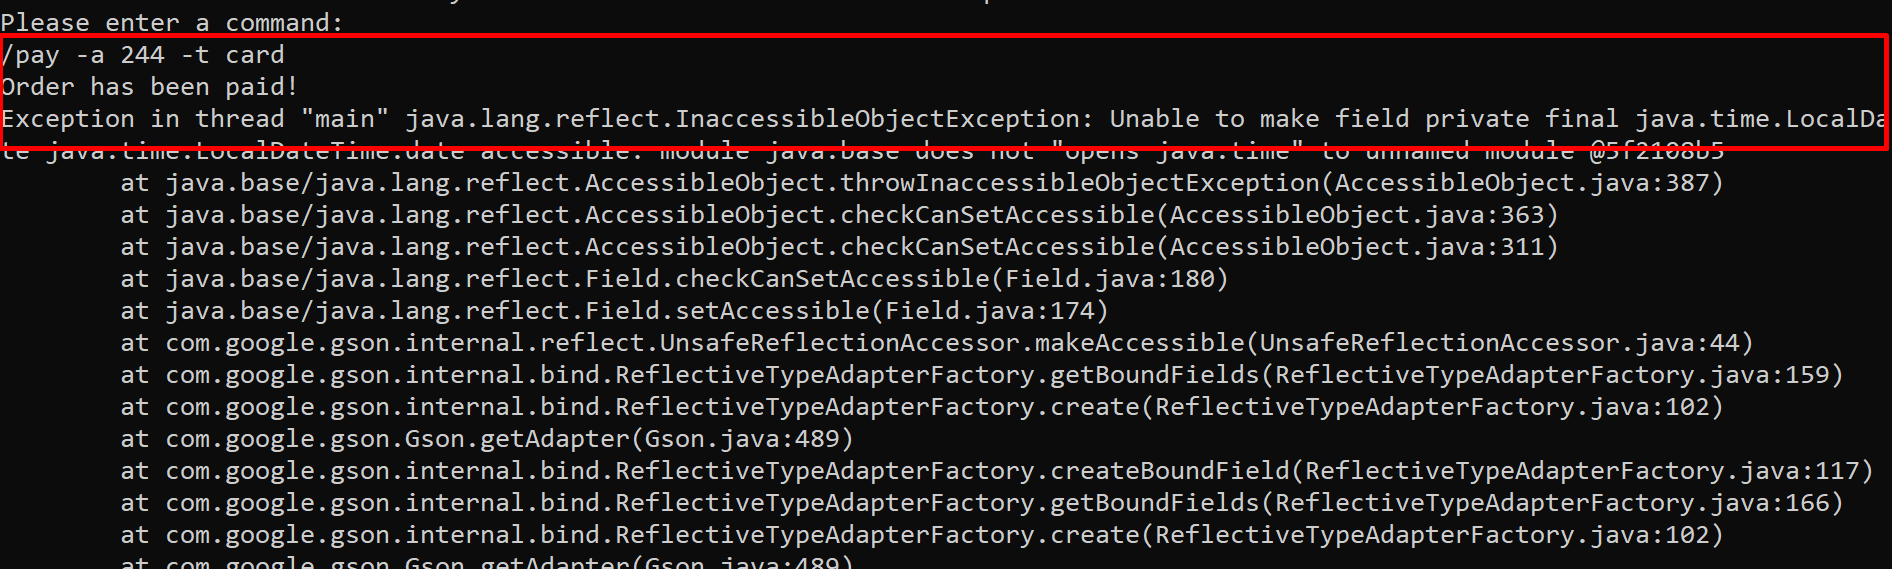 Please enter a command:
/pay -a 244 -t card
Order has been paid!
Exception in thread "main" java.lang.reflect.InaccessibleObjectException: Unable to make field private final java.time.LocalDa
te java.time.LocalDateTime.date accessible: module java.base does not "opens java.time" to unnamed module @5f2108b5
at java.base/java.lang.reflect.AccessibleObject.throwInaccessibleObjectException(AccessibleObject.java:387)
at java.base/java.lang.reflect.AccessibleObject.checkCanSetAccessible(AccessibleObject.java:363)
at java.base/java.lang.reflect.AccessibleObject.checkCanSetAccessible(AccessibleObject.java:311)
at java.base/java.lang.reflect.Field.checkCanSetAccessible(Field.java:180)
at java.base/java.lang.reflect.Field.setAccessible(Field.java:174)
at com.google.gson.internal.reflect.UnsafeReflectionAccessor.makeAccessible(UnsafeReflectionAccessor.java:44)
at com.google.gson.internal.bind.ReflectiveTypeAdapterFactory.getBoundFields(ReflectiveTypeAdapterFactory.java:159)
at com.google.gson.internal.bind.ReflectiveTypeAdapterFactory.create(ReflectiveTypeAdapterFactory.java:102)
at com.google.gson.Gson.getAdapter(Gson.java:489)
at com.google.gson.internal.bind.ReflectiveTypeAdapterFactory.createBoundField(ReflectiveTypeAdapterFactory.java:117)
at com.google.gson.internal.bind.ReflectiveTypeAdapterFactory.getBoundFields(ReflectiveTypeAdapterFactory.java:166)
at com.google.gson.internal.bind.ReflectiveTypeAdapterFactory.create(ReflectiveTypeAdapterFactory.java:102)
at com.google.gson.Gson.getAdapter(Gson.java:489)